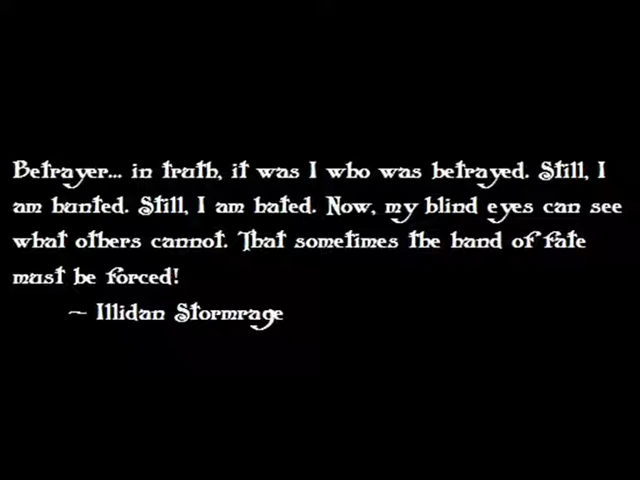 Betrayer... in truth, it was I who was betrayed. Still, I
am hunted. Still, I am hated. Now, my blind eyes can see
what others cannot. That sometimes the hand of fate
must be forced!
~ Illidan Stormrage